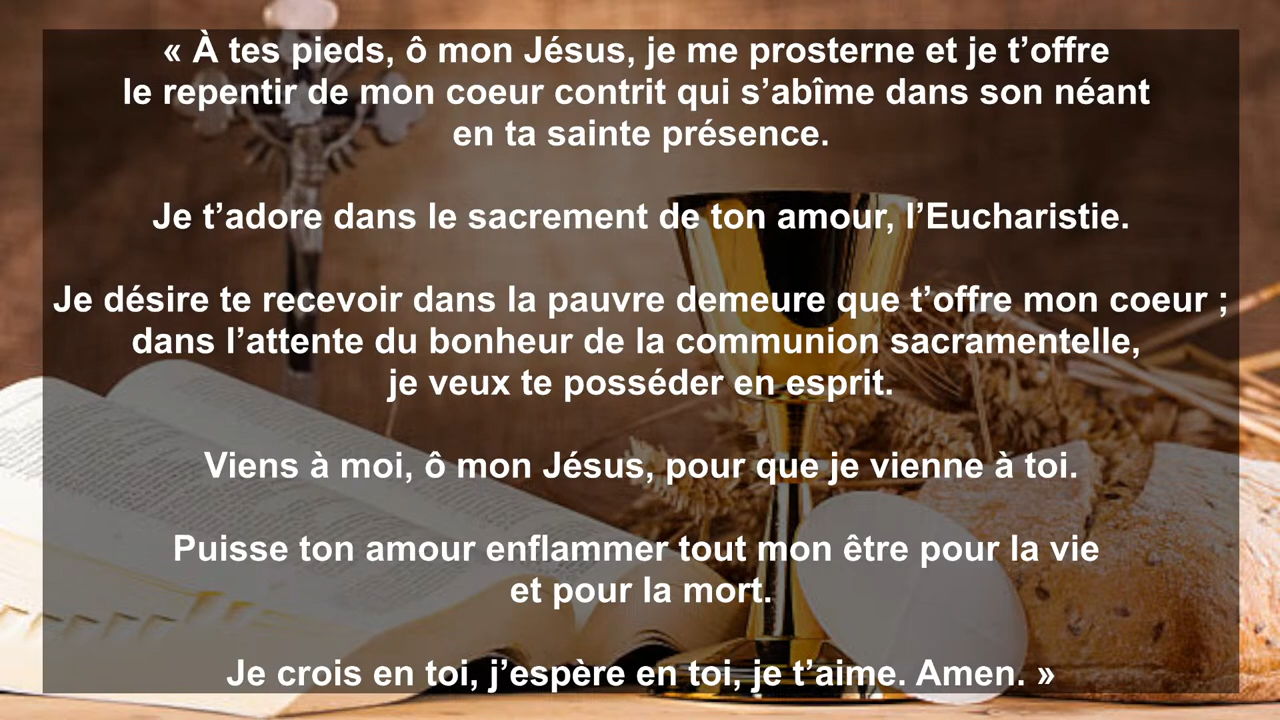 « À tes pieds, ô mon Jésus, je me prosterne et je t’offre
le repentir de mon coeur contrit qui s’abîme dans son néant
en ta sainte présence.
Je t’adore dans le sacrement de ton amour, l’Eucharistie.
Je désire te recevoir dans la pauvre demeure que t’offre mon coeur ;
dans l’attente du bonheur de la communion sacramentelle,
je veux te posséder en esprit.
Viens à moi, ô mon Jésus, pour que je vienne à toi.
Puisse ton amour enflammer tout mon être pour la vie
et pour la mort.
Je crois en toi, j’espère en toi, je t’aime. Amen. »